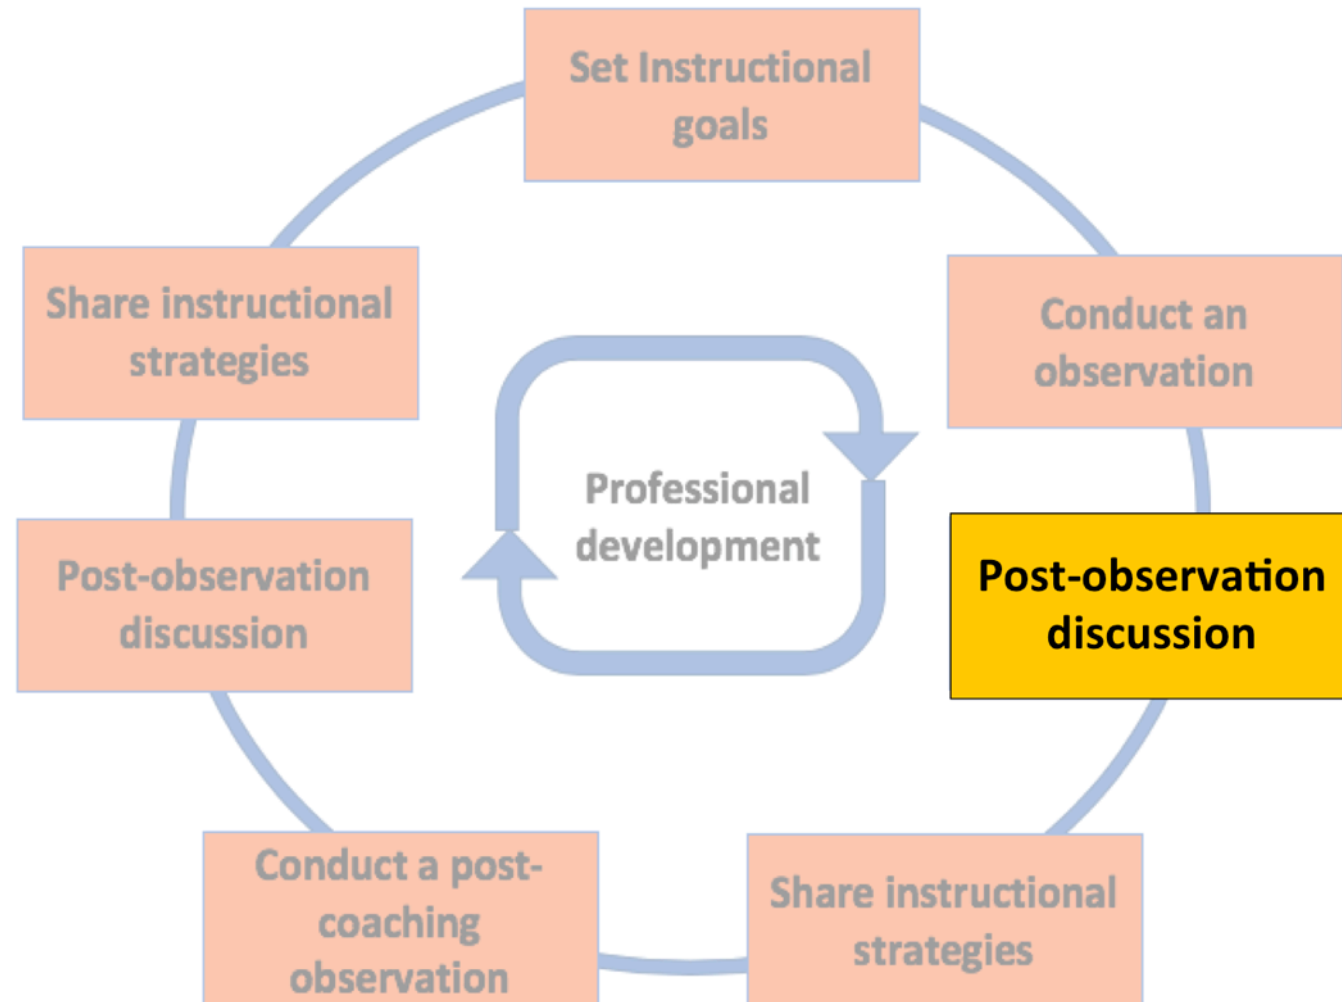 Set Instructional
goals
Conduct an
observation
Post-observation
discussion
Share instructional
strategies
Conduct a post-
coaching
observation
Post-observation
discussion
Share instructional
strategies
Professional
development